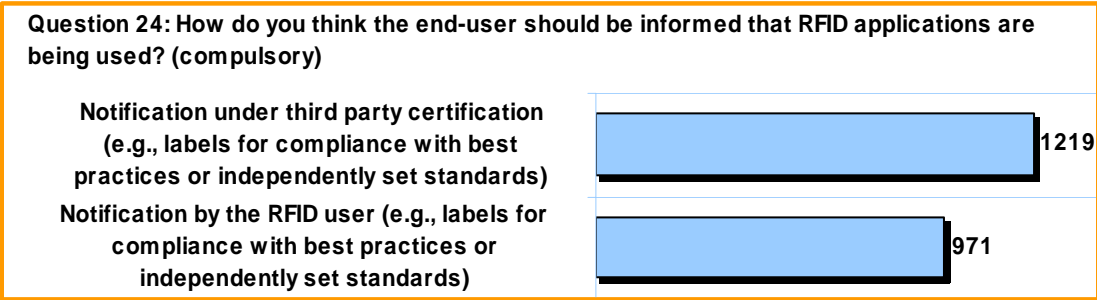 Question 24: How do you think the end-user should be informed that RFID applications are
being used? (compulsory)
Notification under third party certification
(e.g., labels for compliance with best
practices or independently set standards)
1219
Notification by the RFID user (e.g., labels for
compliance with best practices or
independently set standards)
971